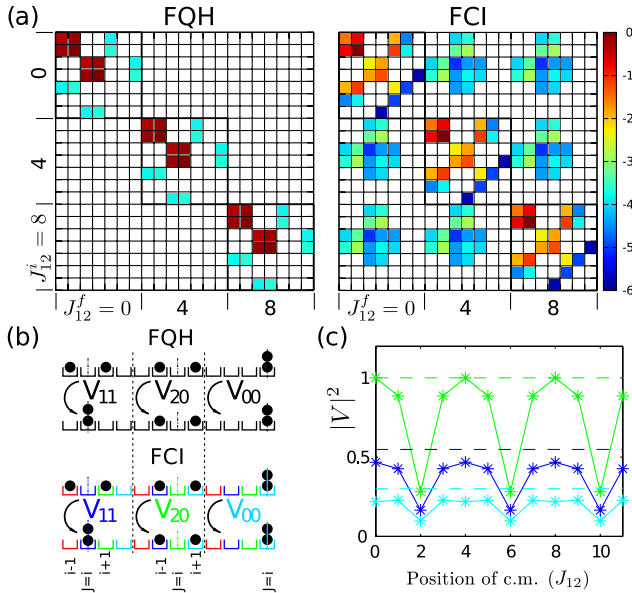 (a) FQH FCI
0
4
J^i_12 = 8
J^f_12 = 0 4 8
J^f_12 = 0 4 8
0
-1
-2
-3
-4
-5
-6
(b) FQH
V11 V20 V00
FCI
V11 V20 V00
i-1 J=i i+1 i-1 J=i i+1 J=i
(c)
|V|^2
1
0.5
0
0 2 4 6 8 10
Position of c.m. (J_12)